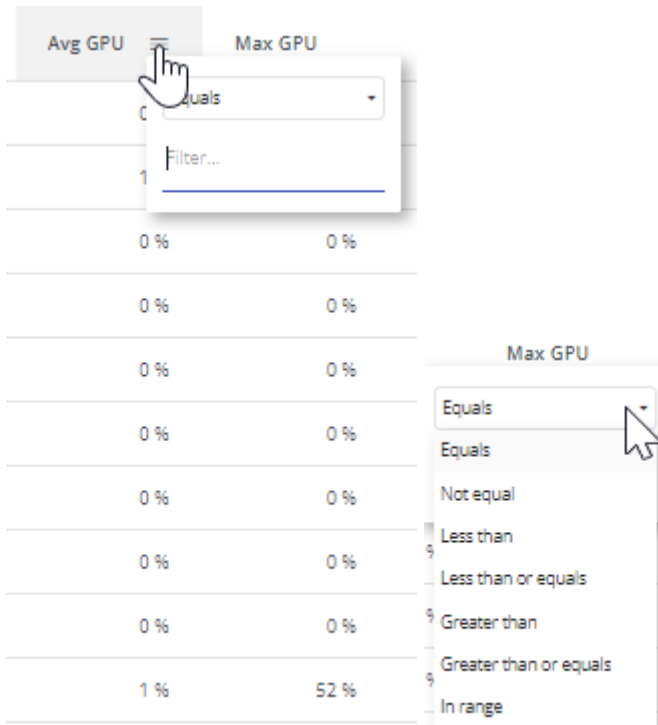 Avg GPU Max GPU
quals
Filter...
0 % 0 %
0 % 0 %
0 % 0 %
0 % 0 %
0 % 0 %
0 % 0 %
0 % 0 %
1 % 52 %
Max GPU
Equals
Equals
Not equal
Less than
Less than or equals
Greater than
Greater than or equals
In range